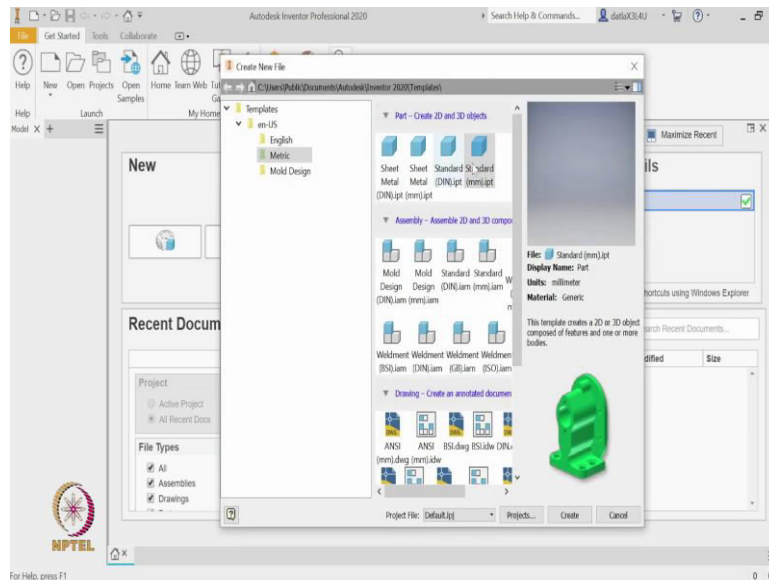 Autodesk Inventor Professional 2020
Search Help & Commands...
datlaX3L4U
File Get Started Tools Collaborate
Help New Open Projects Open Samples Home Team Web
Help Launch My Home
Model X +
Create New File
C:\Users\Public\Documents\Autodesk\Inventor 2020\Templates\
Templates
en-US
English
Metric
Mold Design
Part – Create 2D and 3D objects
Sheet Sheet Standard Standard
Metal Metal (DIN).ipt (mm).ipt
(DIN).ipt (mm).ipt
Assembly – Assemble 2D and 3D compo
Mold Mold Standard Standard
Design Design (DIN).iam (mm).iam
(DIN).iam (mm).iam
Weldment Weldment Weldment Weldmen
(BSI).iam (DIN).iam (GB).iam (ISO).iam
Drawing – Create an annotated documen
ANSI ANSI BSI.dwg BSI.idw DIN.
(mm).dwg (mm).idw
File: Standard (mm).ipt
Display Name: Part
Units: millimeter
Material: Generic
This template creates a 2D or 3D object
composed of features and one or more
bodies.
Project File: Default.ipj Projects... Create Cancel
New
Recent Docum
Project
Active Project
All Recent Docs
File Types
All
Assemblies
Drawings
Maximize Recent
ils
hortcuts using Windows Explorer
earch Recent Documents...
dified Size
NPTEL
For Help, press F1
0